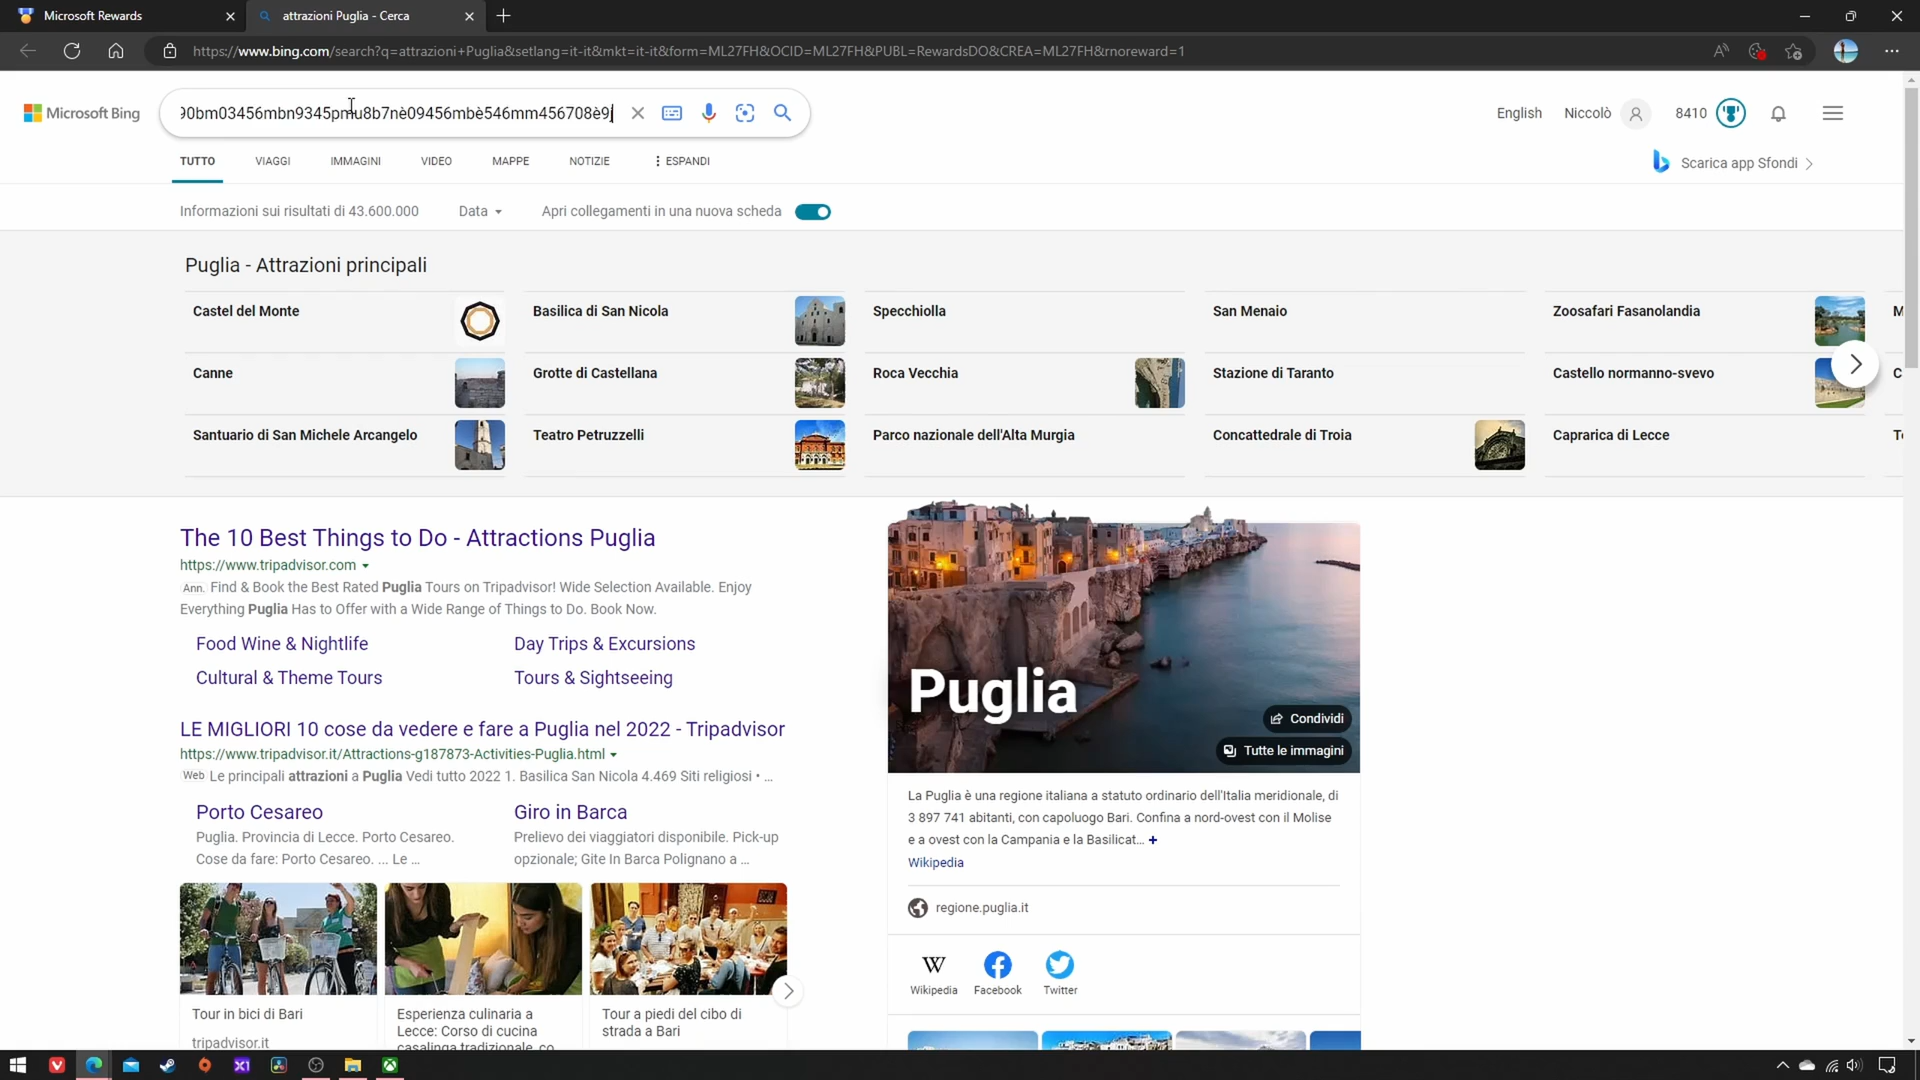 Microsoft Rewards
attrazioni Puglia - Cerca
https://www.bing.com/search?q=attrazioni+Puglia&setlang=it-it&mkt=it-it&form=ML27FH&OCID=ML27FH&PUBL=RewardsDO&CREA=ML27FH&rnoreward=1
Microsoft Bing
90bm03456mbn9345pmu8b7nè09456mbè546mm456708è9j
English
Niccolò
8410
TUTTO
VIAGGI
IMMAGINI
VIDEO
MAPPE
NOTIZIE
ESPANDI
Scarica app Sfondi
Informazioni sui risultati di 43.600.000
Data
Apri collegamenti in una nuova scheda
Puglia - Attrazioni principali
Castel del Monte
Basilica di San Nicola
Specchiolla
San Menaio
Zoosafari Fasanolandia
M
Canne
Grotte di Castellana
Roca Vecchia
Stazione di Taranto
Castello normanno-svevo
C
Santuario di San Michele Arcangelo
Teatro Petruzzelli
Parco nazionale dell'Alta Murgia
Concattedrale di Troia
Caprarica di Lecce
The 10 Best Things to Do - Attractions Puglia
https://www.tripadvisor.com
Ann. Find & Book the Best Rated Puglia Tours on Tripadvisor! Wide Selection Available. Enjoy
Everything Puglia Has to Offer with a Wide Range of Things to Do. Book Now.
Food Wine & Nightlife
Day Trips & Excursions
Cultural & Theme Tours
Tours & Sightseeing
LE MIGLIORI 10 cose da vedere e fare a Puglia nel 2022 - Tripadvisor
https://www.tripadvisor.it/Attractions-g187873-Activities-Puglia.html
Web Le principali attrazioni a Puglia Vedi tutto 2022 1. Basilica San Nicola 4.469 Siti religiosi • ...
Porto Cesareo
Puglia. Provincia di Lecce. Porto Cesareo.
Cose da fare: Porto Cesareo. ... Le ...
Giro in Barca
Prelievo dei viaggiatori disponibile. Pick-up
opzionale; Gite In Barca Polignano a ...
Tour in bici di Bari
tripadvisor.it
Esperienza culinaria a
Lecce: Corso di cucina
casalinga tradizionale, co
Tour a piedi del cibo di
strada a Bari
Puglia
Condividi
Tutte le immagini
La Puglia è una regione italiana a statuto ordinario dell'Italia meridionale, di
3 897 741 abitanti, con capoluogo Bari. Confina a nord-ovest con il Molise
e a ovest con la Campania e la Basilicat... +
Wikipedia
regione.puglia.it
W
Wikipedia
Facebook
Twitter
X1